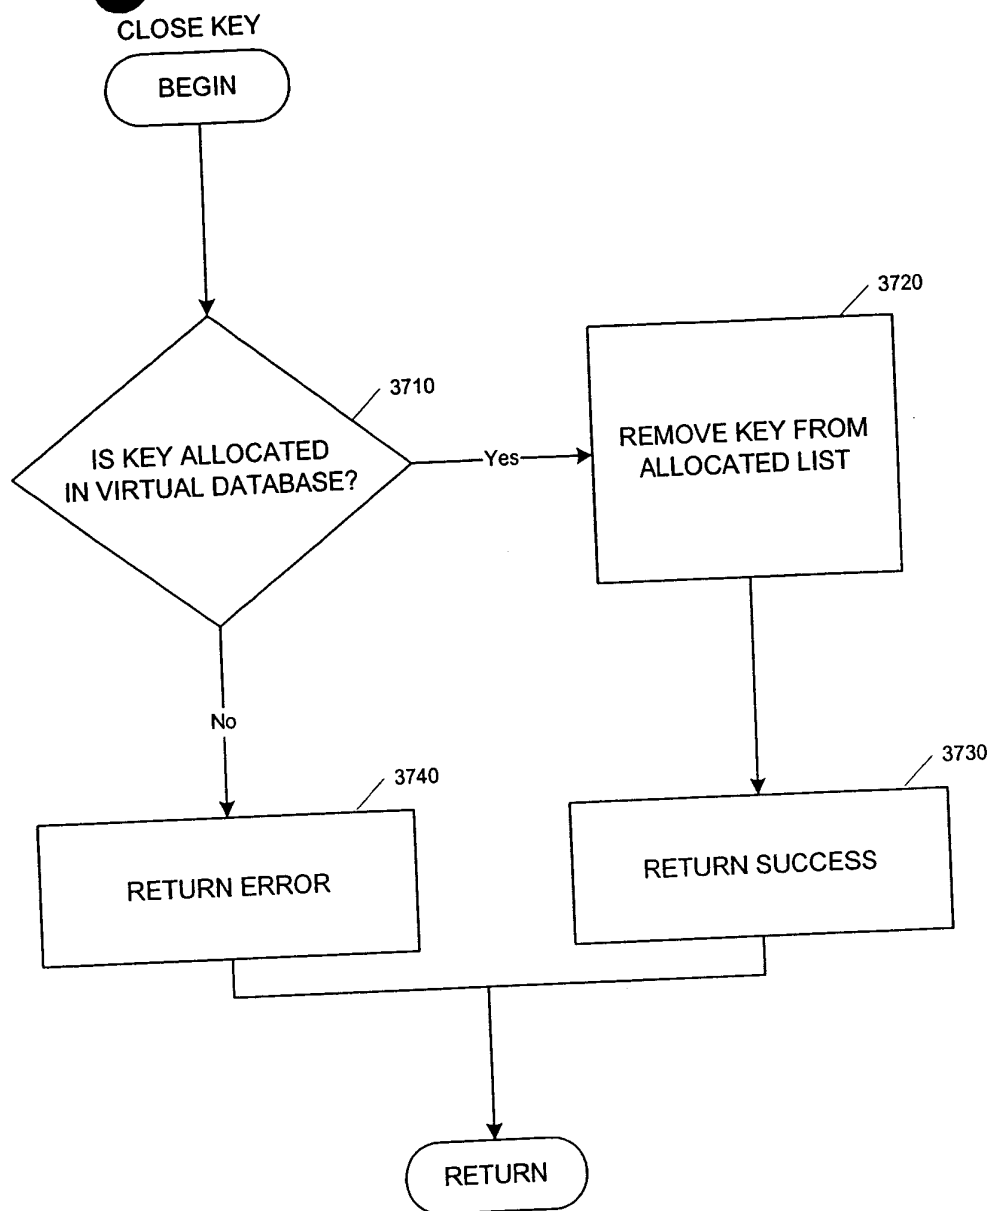 CLOSE KEY
BEGIN
3720
3710
REMOVE KEY FROM
ALLOCATED LIST
IS KEY ALLOCATED
IN VIRTUAL DATABASE?
Yes
No
3740
3730
RETURN ERROR
RETURN SUCCESS
RETURN